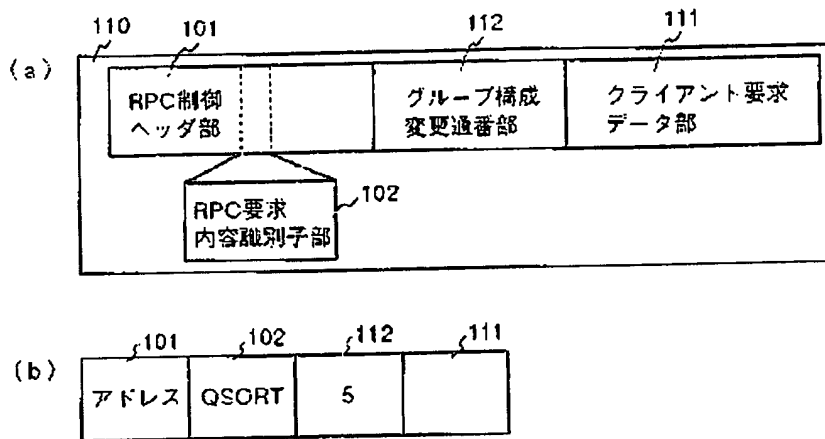 110
101
112
111
(a)
RPC制御
ヘッダ部
グループ構成
変更通番部
クライアント要求
データ部
102
RPC要求
内容識別子部
(b)
101
102
112
111
アドレス
QSORT
5